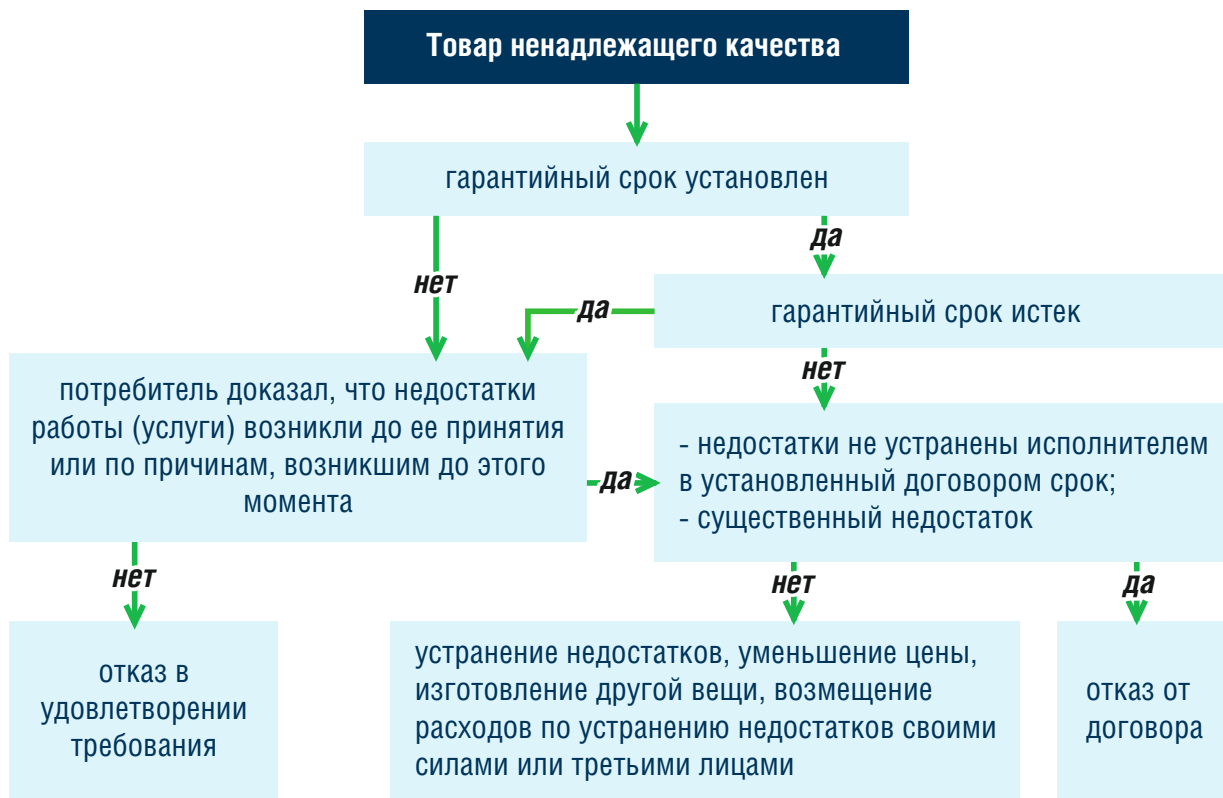 Товар ненадлежащего качества
гарантийный срок установлен
да
нет
гарантийный срок истек
да
нет
потребитель доказал, что недостатки
работы (услуги) возникли до ее принятия
или по причинам, возникшим до этого
момента
- недостатки не устранены исполнителем
в установленный договором срок;
- существенный недостаток
да
нет
нет
да
отказ в
удовлетворении
требования
устранение недостатков, уменьшение цены,
изготовление другой вещи, возмещение
расходов по устранению недостатков своими
силами или третьими лицами
отказ от
договора